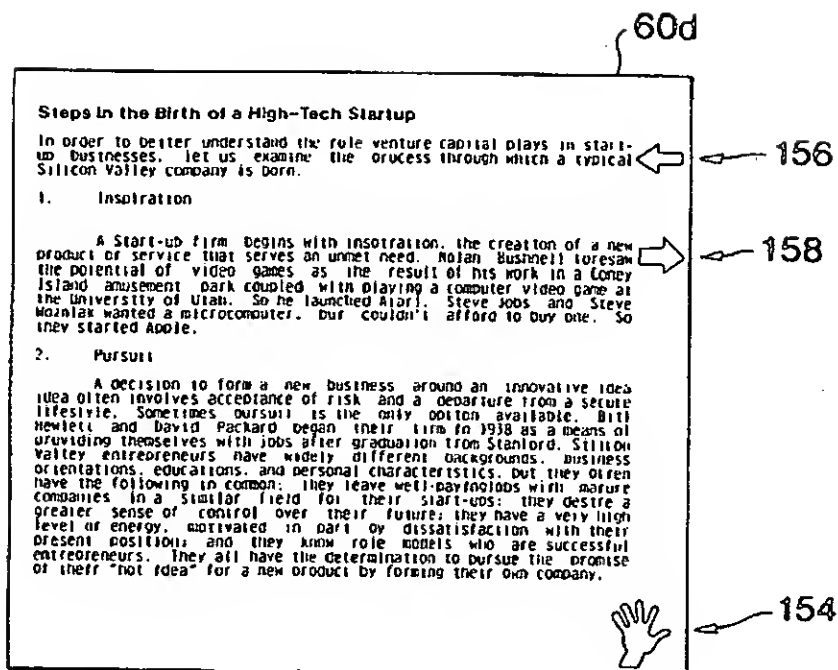 60d
Steps in the Birth of a High-Tech Startup
In order to better understand the role venture capital plays in start-
up businesses, let us examine the process through which a typical
Silicon Valley company is born.
156
1. Inspiration
A Start-up firm begins with inspiration, the creation of a new
product or service that serves an unmet need. Nolan Bushnell foresaw
158
the potential of video games as the result of his work in a Coney
Island amusement park coupled with playing a computer video game at
the University of Utah. So he launched Atari. Steve Jobs and Steve
Wozniak wanted a microcomputer, but couldn't afford to buy one. So
they started Apple.
2. Pursuit
A decision to form a new business around an innovative idea
idea often involves acceptance of risk and a departure from a secure
lifestyle. Sometimes pursuit is the only option available. Bill
Hewlett and David Packard began their firm in 1938 as a means of
providing themselves with jobs after graduation from Stanford. Silicon
Valley entrepreneurs have widely different backgrounds, business
orientations, educations, and personal characteristics, but they often
have the following in common: they leave well-paying jobs with mature
companies in a similar field for their start-ups; they desire a
greater sense of control over their future; they have a very high
level of energy, motivated in part by dissatisfaction with their
present position; and they know role models who are successful
entrepreneurs. They all have the determination to pursue the promise
of their "hot idea" for a new product by forming their own company.
154